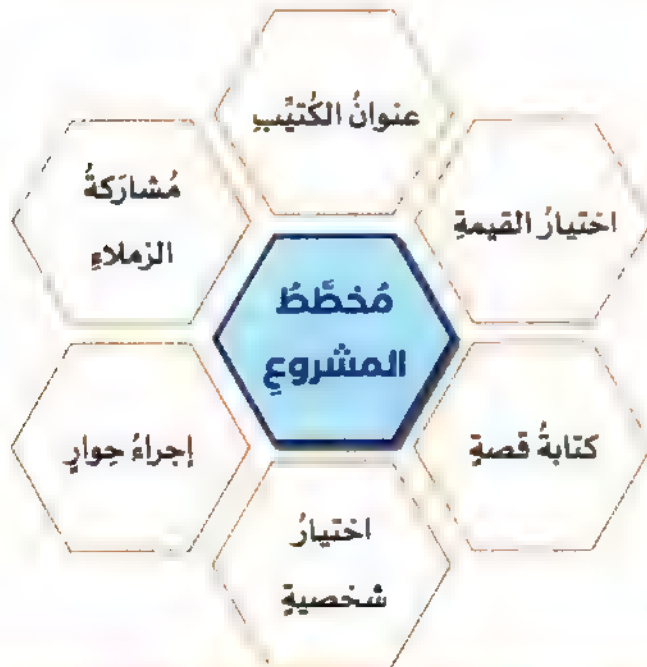 عنوانُ الكُتيِّبِ
اختيارُ القيمةِ
كتابةُ قصةٍ
اختيارُ
شخصيةٍ
إجراءُ حِوارٍ
مُشارَكةُ
الزملاءِ
مُخطَّطُ
المشروعِ